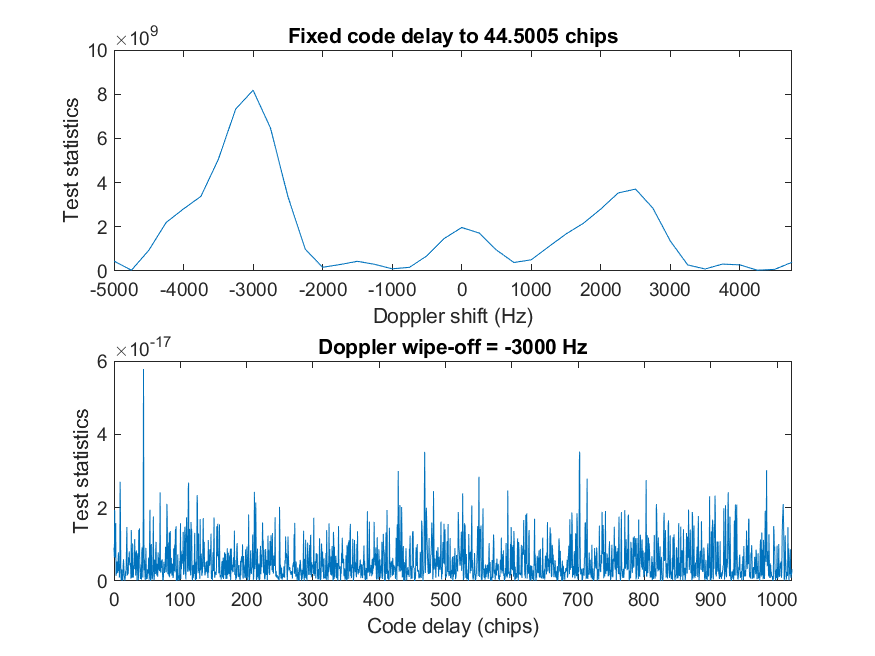 ×10^9
Fixed code delay to 44.5005 chips
10
8
6
4
2
0
Test statistics
-5000 -4000 -3000 -2000 -1000 0 1000 2000 3000 4000
Doppler shift (Hz)
×10^-17
Doppler wipe-off = -3000 Hz
6
4
2
0
Test statistics
0 100 200 300 400 500 600 700 800 900 1000
Code delay (chips)